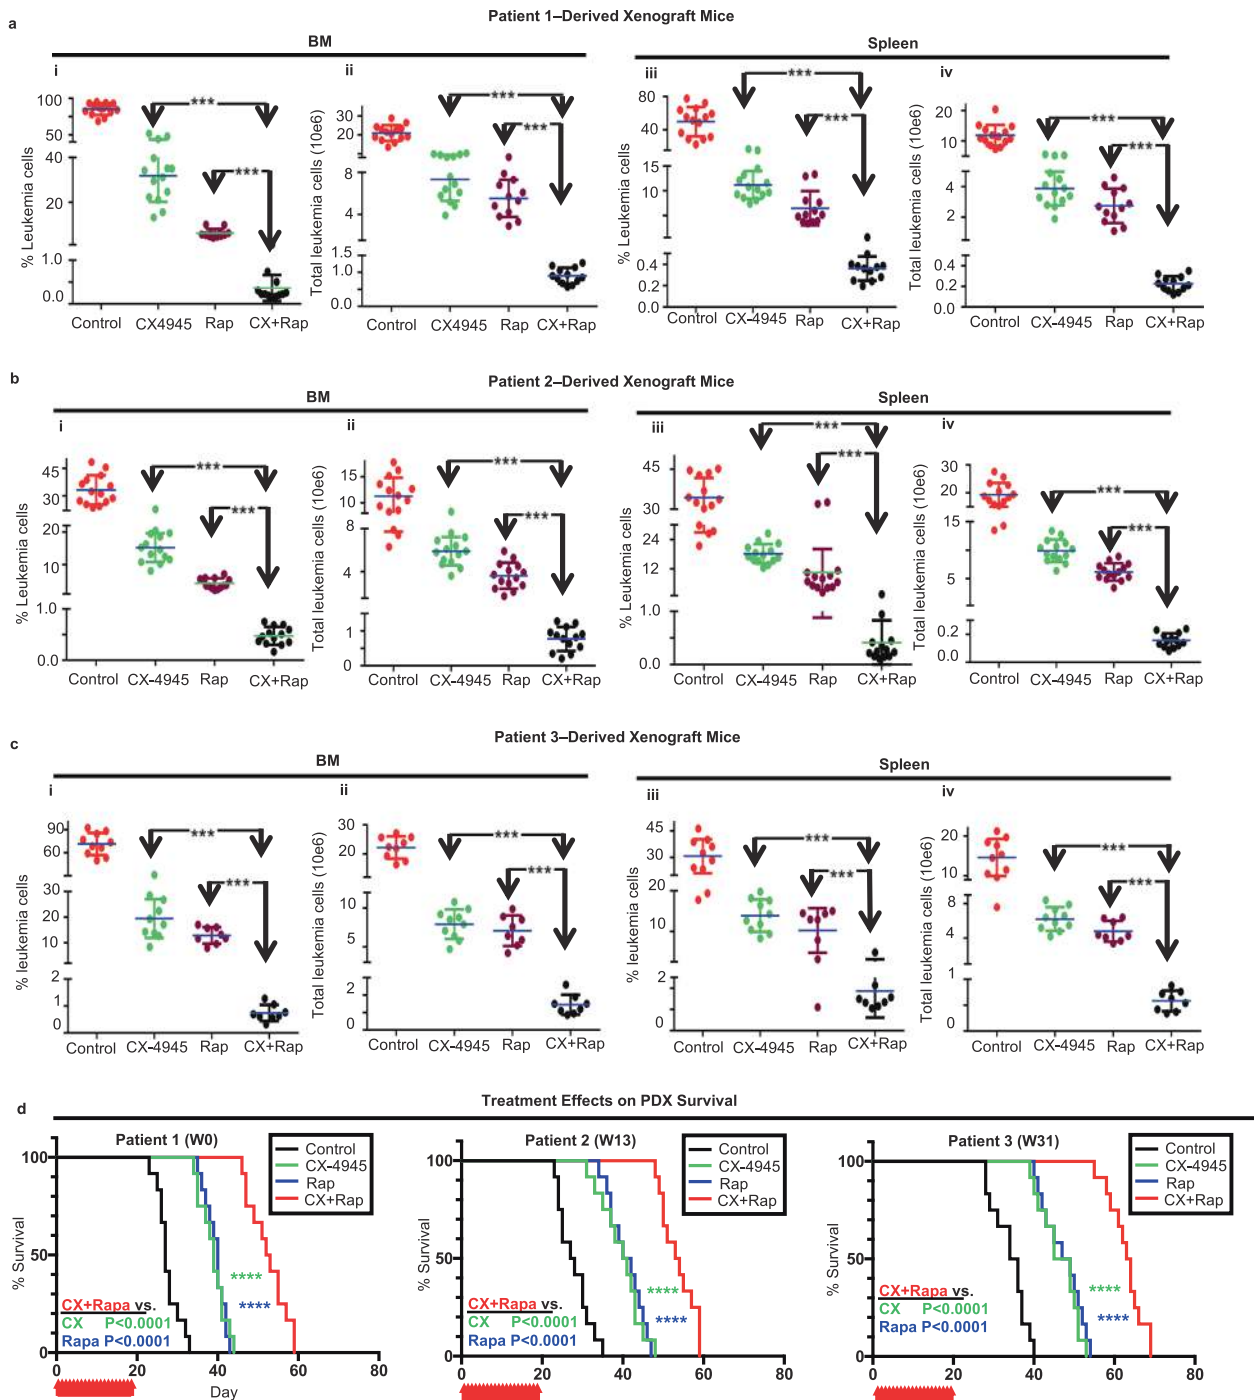 a
Patient 1–Derived Xenograft Mice
BM
Spleen
i
ii
iii
iv
% Leukemia cells
100
50
40
20
1.0
0.0
***
***
Control
CX4945
Rap
CX+Rap
Total leukemia cells (10e6)
30
20
10
8
4
1.5
1.0
0.5
0.0
***
***
Control
CX4945
Rap
CX+Rap
% Leukemia cells
80
40
15
10
0.4
0.2
0.0
***
***
Control
CX-4945
Rap
CX+Rap
Total leukemia cells (10e6)
20
10
4
2
0.4
0.2
0.0
***
***
Control
CX-4945
Rap
CX+Rap
b
Patient 2–Derived Xenograft Mice
BM
Spleen
i
ii
iii
iv
% Leukemia cells
45
30
20
10
1.0
0.0
***
***
Control
CX-4945
Rap
CX+Rap
Total leukemia cells (10e6)
15
10
8
4
1
0
***
***
Control
CX-4945
Rap
CX+Rap
% Leukemia cells
45
30
24
12
1.0
0.0
***
***
Control
CX-4945
Rap
CX+Rap
Total leukemia cells (10e6)
30
20
10
15
5
0.2
0.0
***
***
Control
CX-4945
Rap
CX+Rap
c
Patient 3–Derived Xenograft Mice
BM
Spleen
i
ii
iii
iv
% leukemia cells
90
60
30
20
10
2
1
0
***
***
Control
CX-4945
Rap
CX+Rap
Total leukemia cells (10e6)
30
20
10
5
2
1
0
***
***
Control
CX-4945
Rap
CX+Rap
% leukemia cells
45
30
20
10
2
0
***
***
Control
CX-4945
Rap
CX+Rap
Total leukemia cells (10e6)
20
10
8
4
1
0
***
***
Control
CX-4945
Rap
CX+Rap
d
Treatment Effects on PDX Survival
Patient 1 (W0)
Control
CX-4945
Rap
CX+Rap
% Survival
100
50
0
****
****
CX+Rapa vs.
CX P<0.0001
Rapa P<0.0001
0 20 40 60 80
Day
Patient 2 (W13)
Control
CX-4945
Rap
CX+Rap
% Survival
100
50
0
****
****
CX+Rapa vs.
CX P<0.0001
Rapa P<0.0001
0 20 40 60 80
Patient 3 (W31)
Control
CX-4945
Rap
CX+Rap
% Survival
100
50
0
****
****
CX+Rapa vs.
CX P<0.0001
Rapa P<0.0001
0 20 40 60 80